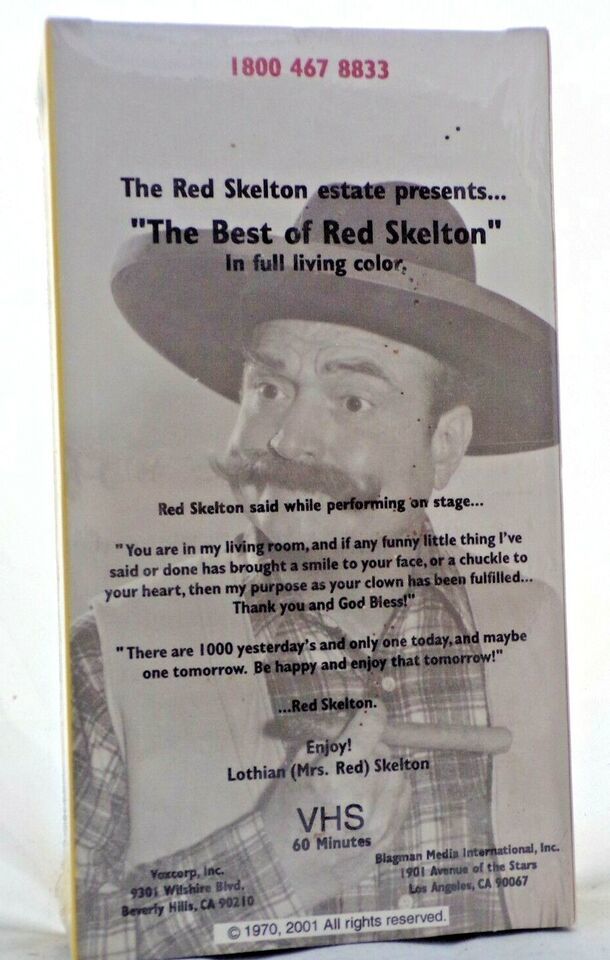 1800 467 8833
The Red Skelton estate presents...
"The Best of Red Skelton"
In full living color.
Red Skelton said while performing on stage...
"You are in my living room, and if any funny little thing I've
said or done has brought a smile to your face, or a chuckle to
your heart, then my purpose as your clown has been fulfilled...
Thank you and God Bless!"
"There are 1000 yesterday's and only one today, and maybe
one tomorrow. Be happy and enjoy that tomorrow!"
...Red Skelton.
Enjoy!
Lothian (Mrs. Red) Skelton
VHS
60 Minutes
Voxcorp, Inc.
9301 Wilshire Blvd.
Beverly Hills, CA 90210
Blagman Media International, Inc.
1901 Avenue of the Stars
Los Angeles, CA 90067
© 1970, 2001 All rights reserved.